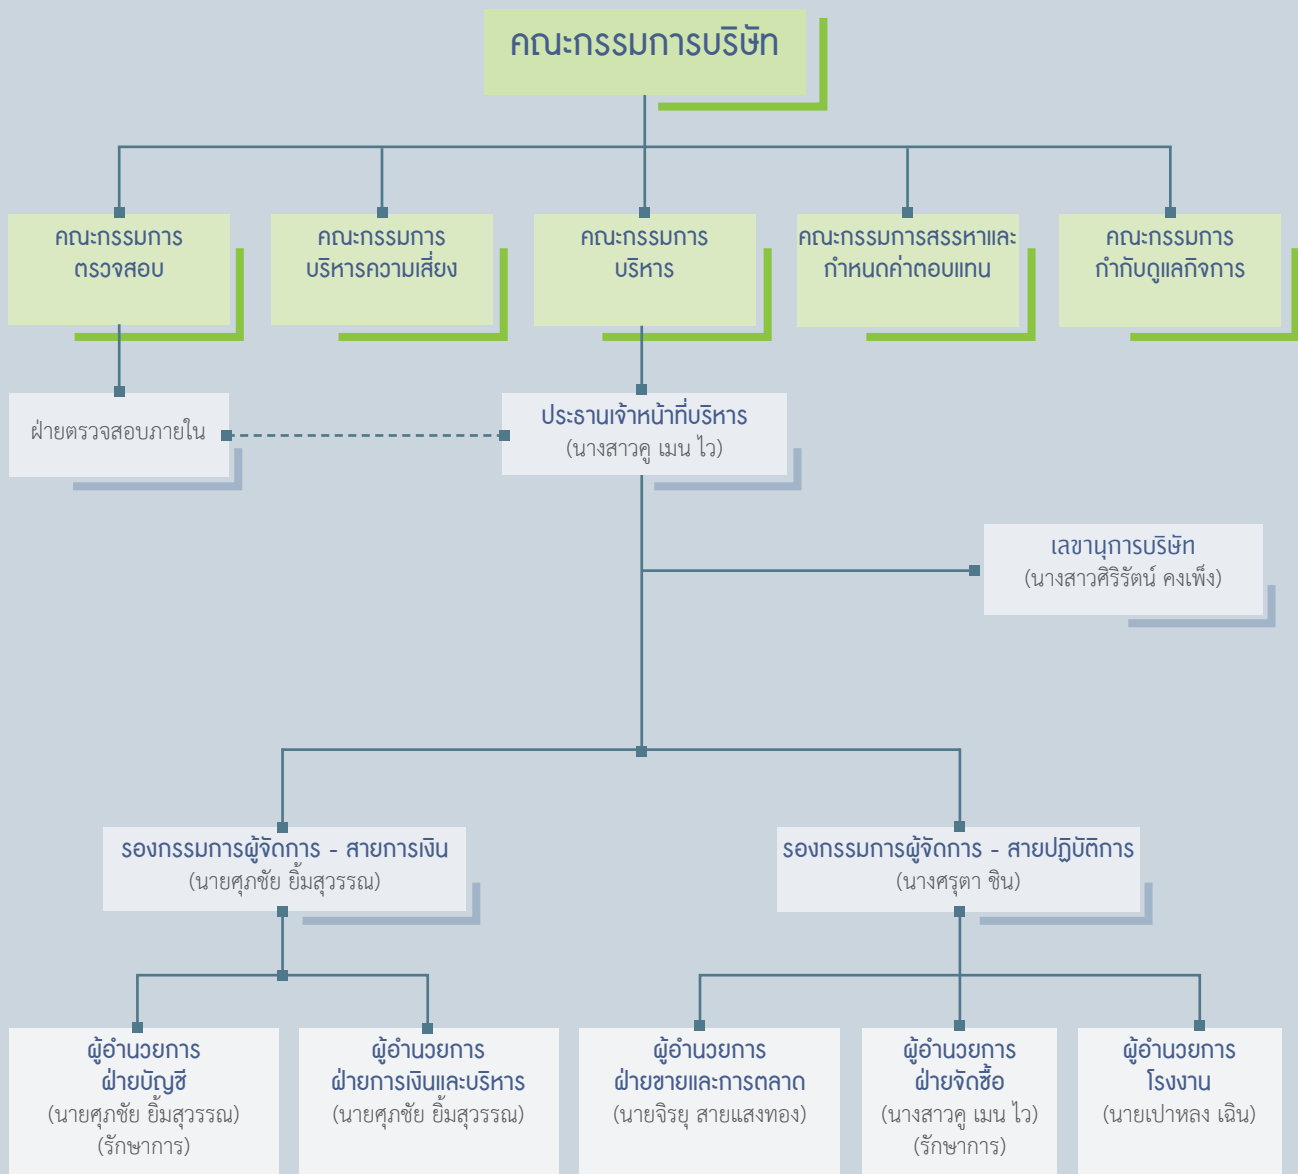 คณะกรรมการบริษัท
คณะกรรมการ
ตรวจสอบ
คณะกรรมการ
บริหารความเสี่ยง
คณะกรรมการ
บริหาร
คณะกรรมการสรรหาและ
กำหนดค่าตอบแทน
คณะกรรมการ
กำกับดูแลกิจการ
ฝ่ายตรวจสอบภายใน
ประธานเจ้าหน้าที่บริหาร
(นางสาวคู เมน ไว)
เลขานุการบริษัท
(นางสาวศิริรัตน์ คงเพ็ง)
รองกรรมการผู้จัดการ - สายการเงิน
(นายศุภชัย ยิ้มสุวรรณ)
รองกรรมการผู้จัดการ - สายปฏิบัติการ
(นางศรุตา ชิน)
ผู้อำนวยการ
ฝ่ายบัญชี
(นายศุภชัย ยิ้มสุวรรณ)
(รักษาการ)
ผู้อำนวยการ
ฝ่ายการเงินและบริหาร
(นายศุภชัย ยิ้มสุวรรณ)
ผู้อำนวยการ
ฝ่ายขายและการตลาด
(นายจิรยุ สายแสงทอง)
ผู้อำนวยการ
ฝ่ายจัดซื้อ
(นางสาวคู เมน ไว)
(รักษาการ)
ผู้อำนวยการ
โรงงาน
(นายเปาหลง เฉิน)